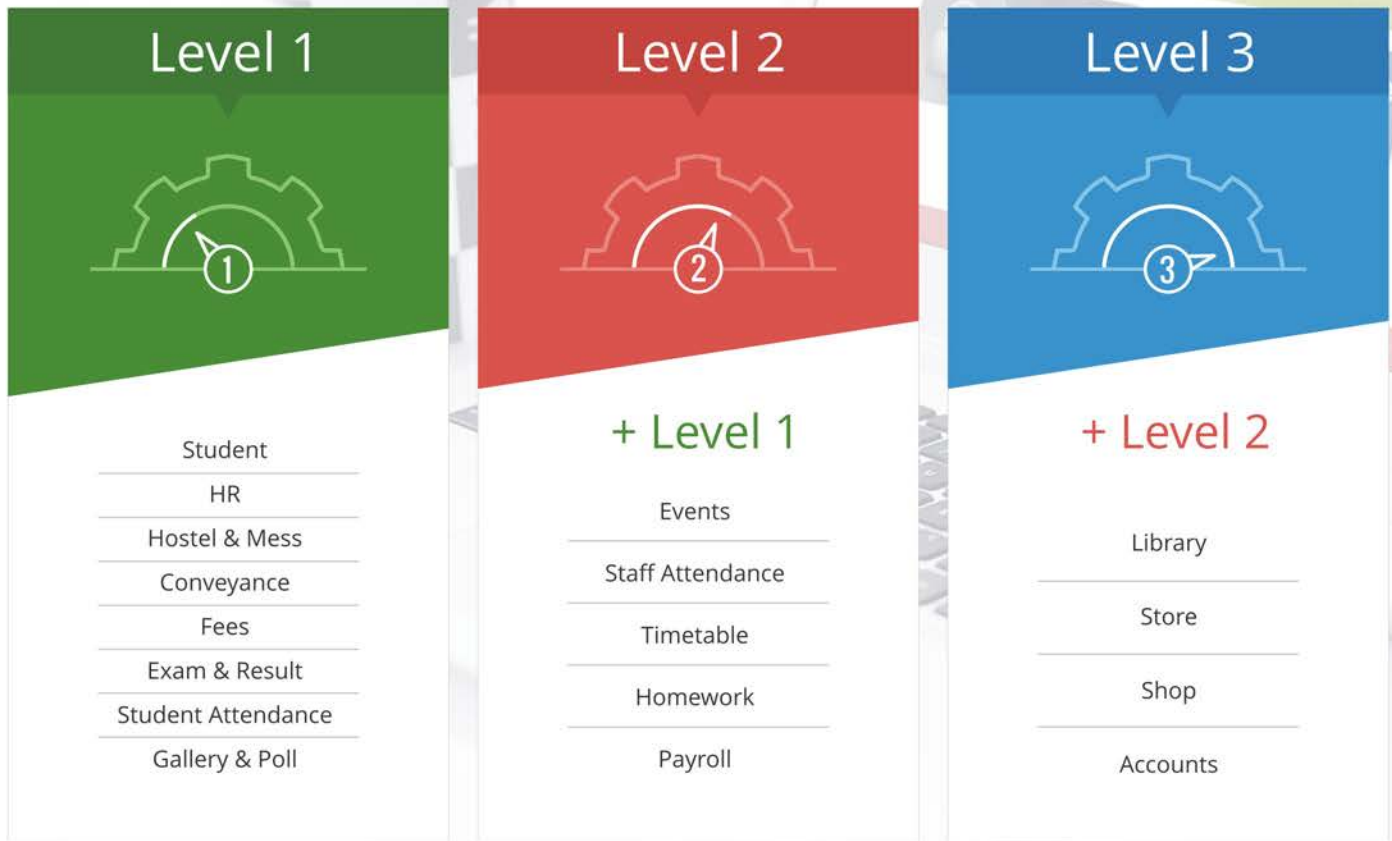 Level 1
1
Student
HR
Hostel & Mess
Conveyance
Fees
Exam & Result
Student Attendance
Gallery & Poll
Level 2
2
+ Level 1
Events
Staff Attendance
Timetable
Homework
Payroll
Level 3
3
+ Level 2
Library
Store
Shop
Accounts